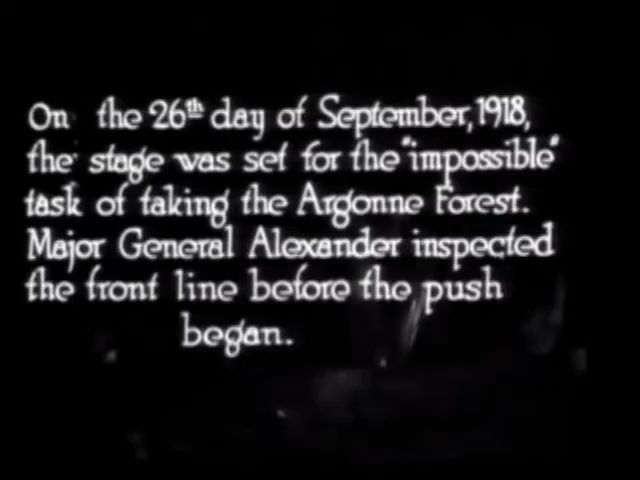 On the 26th day of September, 1918,
the stage was set for the "impossible"
task of taking the Argonne Forest.
Major General Alexander inspected
the front line before the push
began.